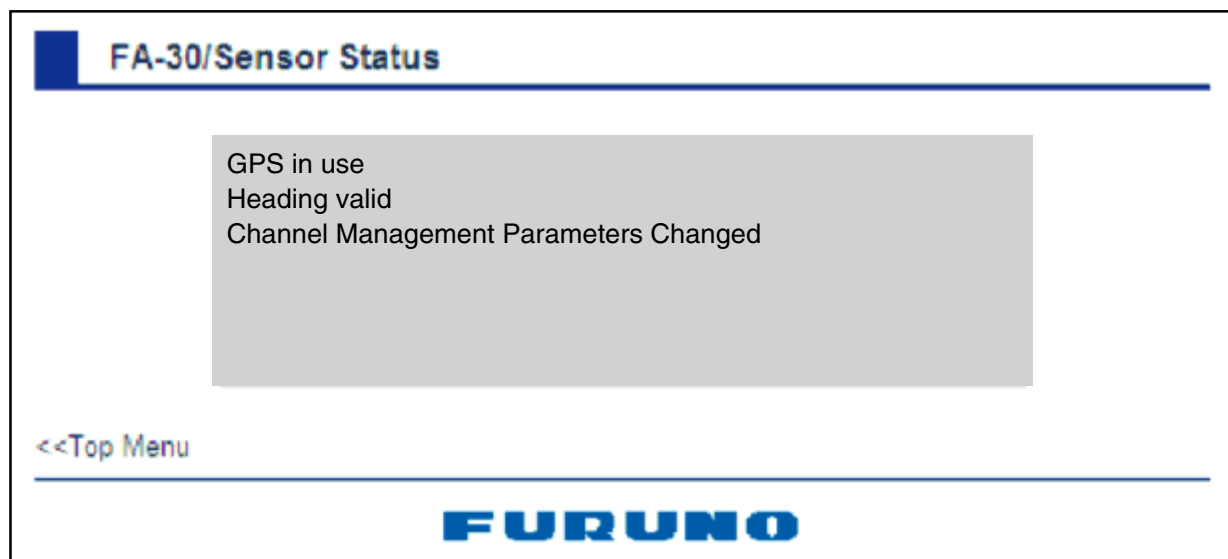 FA-30/Sensor Status
GPS in use
Heading valid
Channel Management Parameters Changed
<<Top Menu
FURUNO